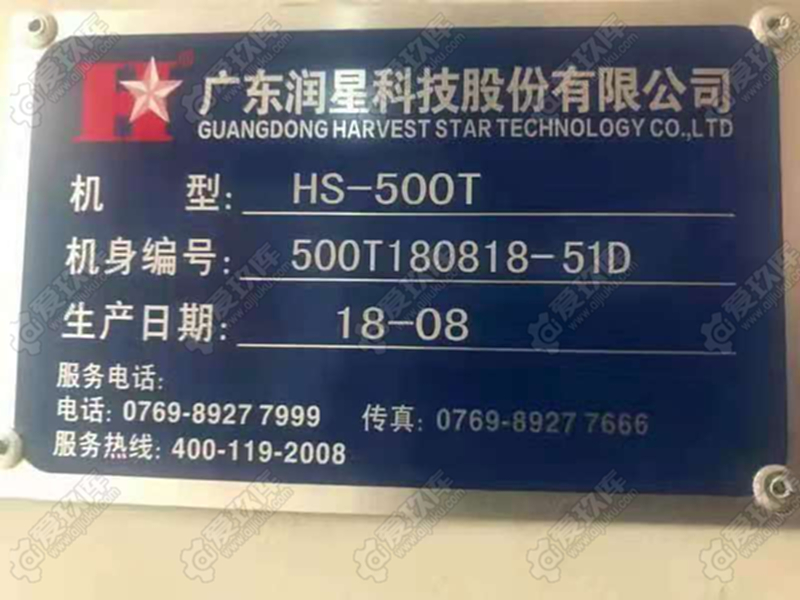 广东润星科技股份有限公司
GUANGDONG HARVEST STAR TECHNOLOGY CO.,LTD
机 型: HS-500T
机身编号: 500T180818-51D
生产日期: 18-08
服务电话:
电话: 0769-8927 7999 传真: 0769-8927 7666
服务热线: 400-119-2008